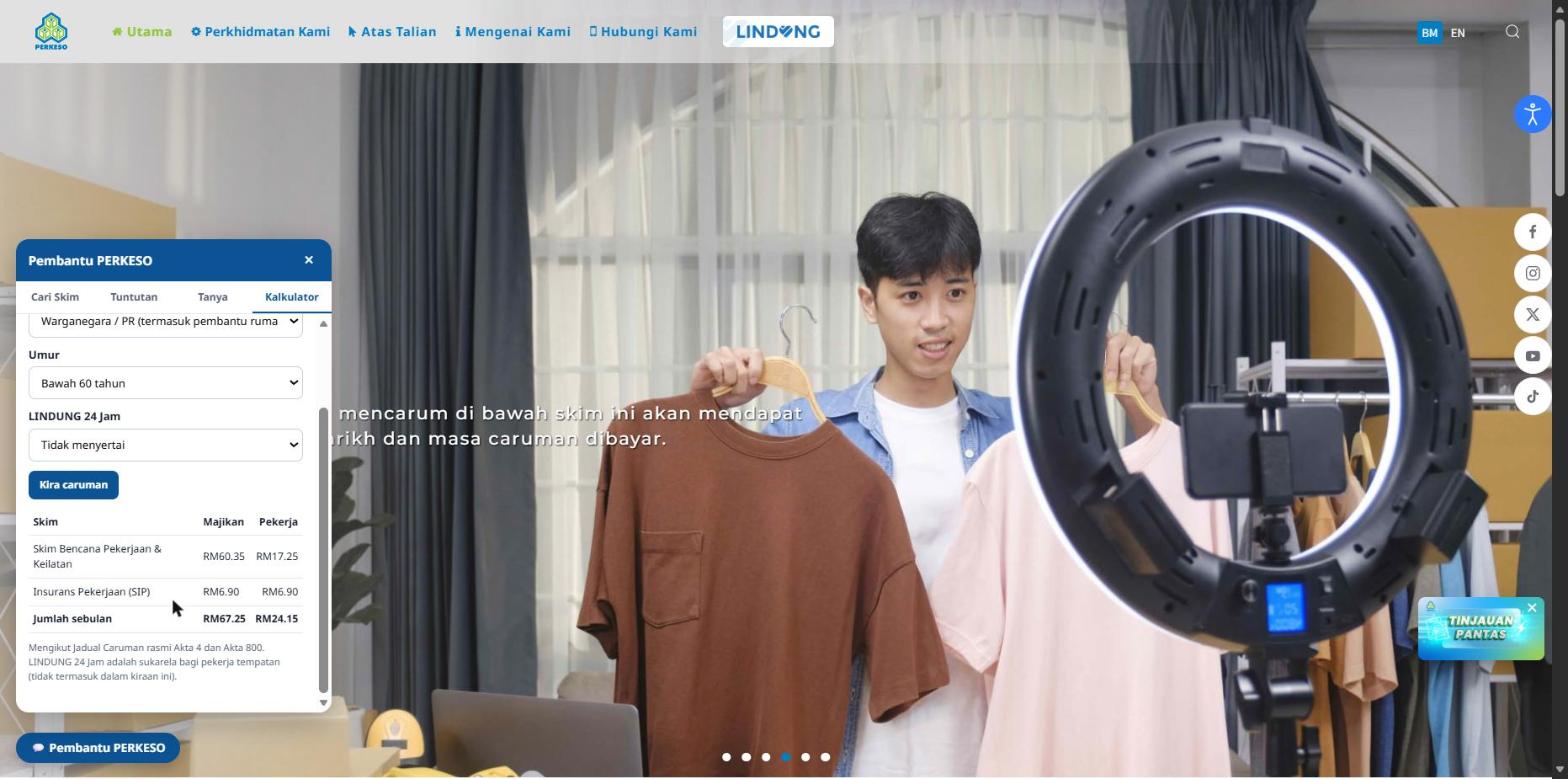 PERKESO
Utama
Perkhidmatan Kami
Atas Talian
Mengenai Kami
Hubungi Kami
LINDUNG
BM
EN
mencarum di bawah skim ini akan mendapat
arikh dan masa caruman dibayar.
Pembantu PERKESO
×
Cari Skim
Tuntutan
Tanya
Kalkulator
Warganegara / PR (termasuk pembantu ruma
Umur
Bawah 60 tahun
LINDUNG 24 Jam
Tidak menyertai
Kira caruman
Skim Majikan Pekerja
Skim Bencana Pekerjaan &
Keilatan RM60.35 RM17.25
Insurans Pekerjaan (SIP) RM6.90 RM6.90
Jumlah sebulan RM67.25 RM24.15
Mengikut Jadual Caruman rasmi Akta 4 dan Akta 800.
LINDUNG 24 Jam adalah sukarela bagi pekerja tempatan
(tidak termasuk dalam kiraan ini).
Pembantu PERKESO
TINJAUAN
PANTAS